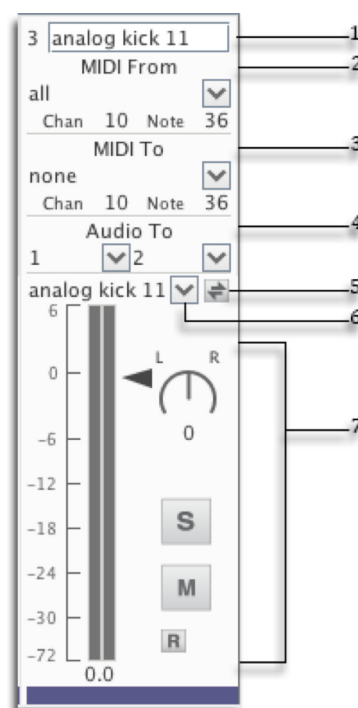 3 analog kick 11
1
MIDI From
2
all
Chan 10 Note 36
MIDI To
3
none
Chan 10 Note 36
Audio To
4
1 2
analog kick 11
5
6
6
L R
0
7
0
-6
-12
S
-18
-24
M
-30
R
-72
0.0